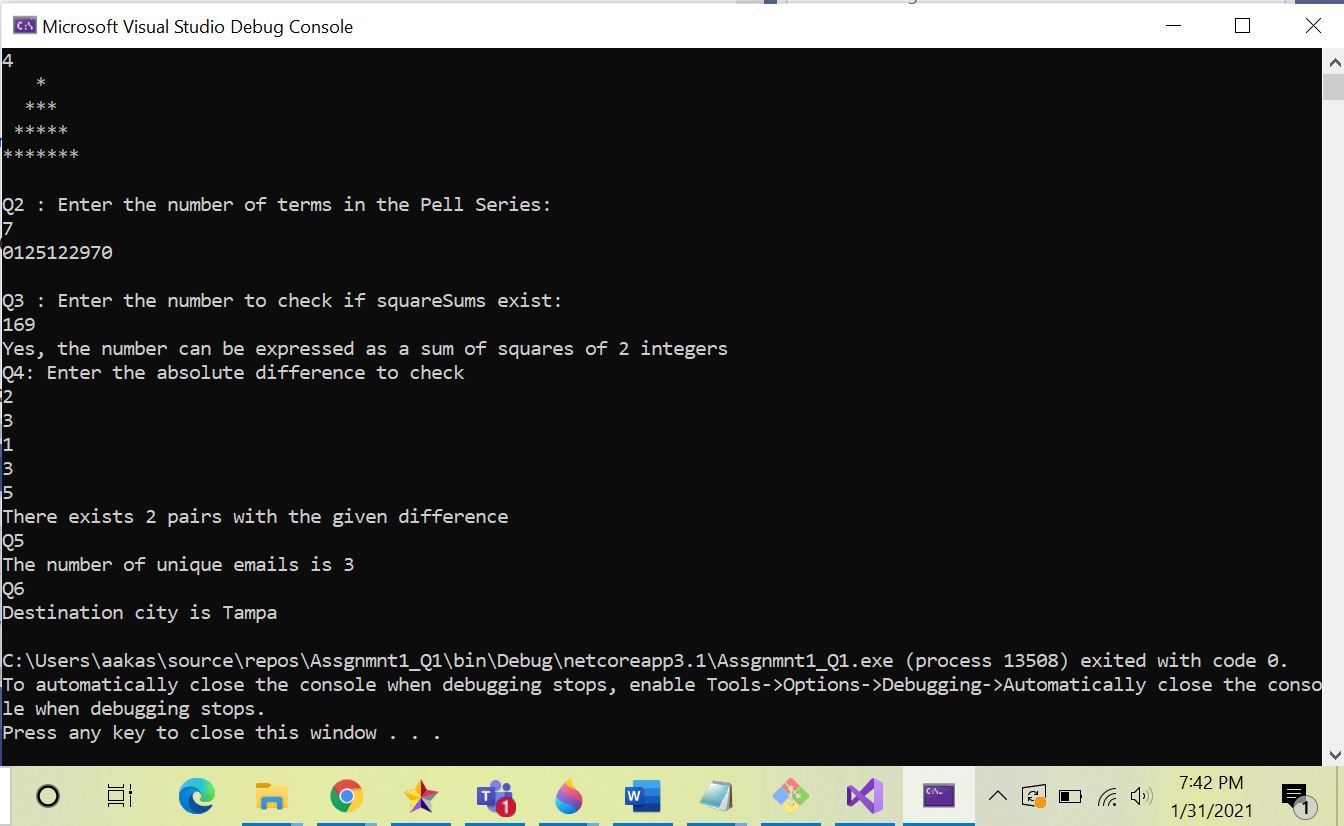 Microsoft Visual Studio Debug Console
4
   *
  ***
 *****
*******
Q2 : Enter the number of terms in the Pell Series:
7
0125122970
Q3 : Enter the number to check if squareSums exist:
169
Yes, the number can be expressed as a sum of squares of 2 integers
Q4: Enter the absolute difference to check
2
3
1
3
5
There exists 2 pairs with the given difference
Q5
The number of unique emails is 3
Q6
Destination city is Tampa
C:\Users\aakas\source\repos\Assgnmnt1_Q1\bin\Debug\netcoreapp3.1\Assgnmnt1_Q1.exe (process 13508) exited with code 0.
To automatically close the console when debugging stops, enable Tools->Options->Debugging->Automatically close the conso
le when debugging stops.
Press any key to close this window . . .
7:42 PM
1/31/2021
1
1